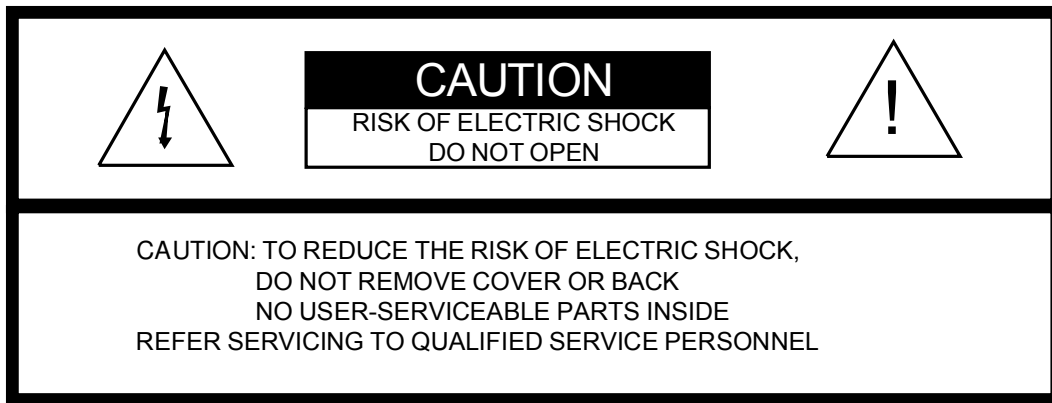 CAUTION
RISK OF ELECTRIC SHOCK
DO NOT OPEN
!
CAUTION: TO REDUCE THE RISK OF ELECTRIC SHOCK,
DO NOT REMOVE COVER OR BACK
NO USER-SERVICEABLE PARTS INSIDE
REFER SERVICING TO QUALIFIED SERVICE PERSONNEL